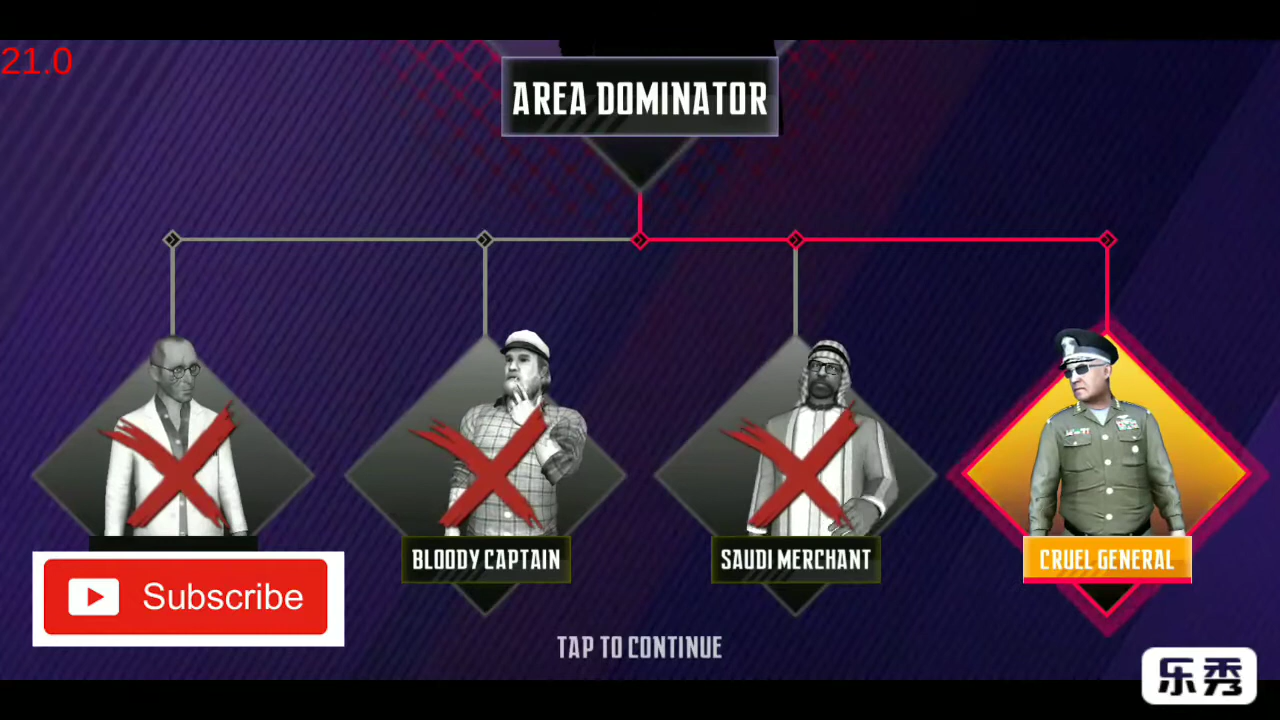 21.0
AREA DOMINATOR
BLOODY CAPTAIN
SAUDI MERCHANT
CRUEL GENERAL
Subscribe
TAP TO CONTINUE
乐秀